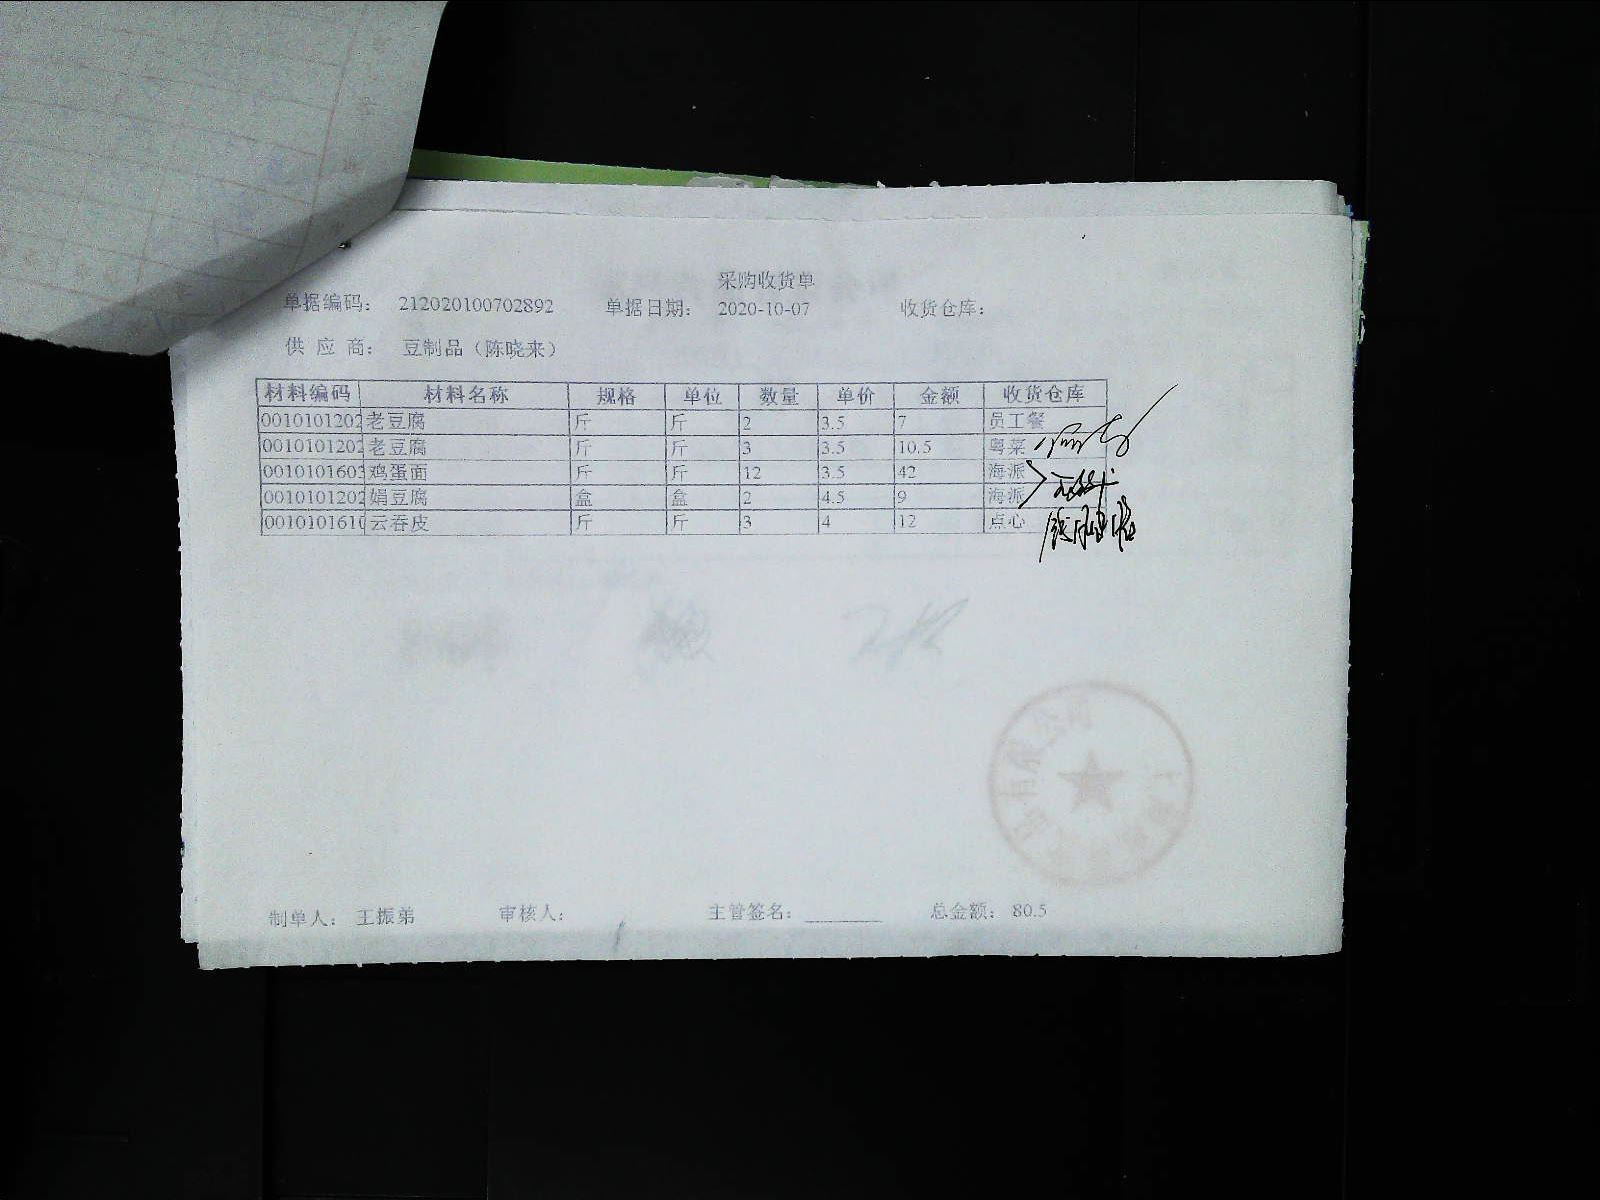 采购收货单
单据编码: 212020100702892 单据日期: 2020-10-07 收货仓库:
供 应 商: 豆制品（陈晓来）
材料编码 材料名称 规格 单位 数量 单价 金额 收货仓库
0010101202 老豆腐 斤 斤 2 3.5 7 员工餐
0010101202 老豆腐 斤 斤 3 3.5 10.5 粤菜
0010101603 鸡蛋面 斤 斤 12 3.5 42 海派
0010101202 娟豆腐 盒 盒 2 4.5 9 海派
001010161 云吞皮 斤 斤 3 4 12 点心
制单人: 王振弟 审核人: 主管签名: 总金额: 80.5